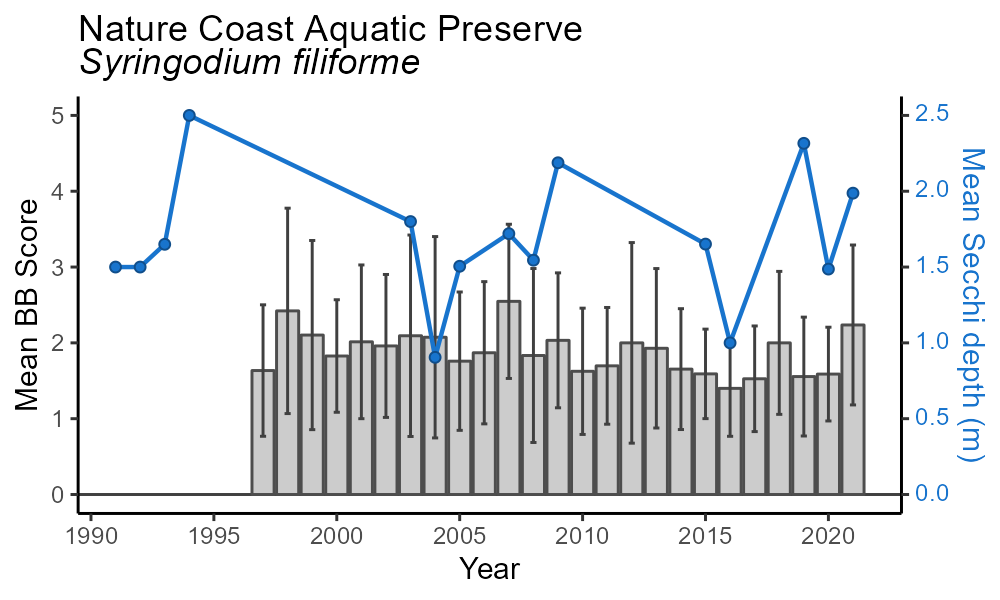 Nature Coast Aquatic Preserve
Syringodium filiforme
5
4
3
2
1
0
Mean BB Score
2.5
2.0
1.5
1.0
0.5
0.0
Mean Secchi depth (m)
1990 1995 2000 2005 2010 2015 2020
Year